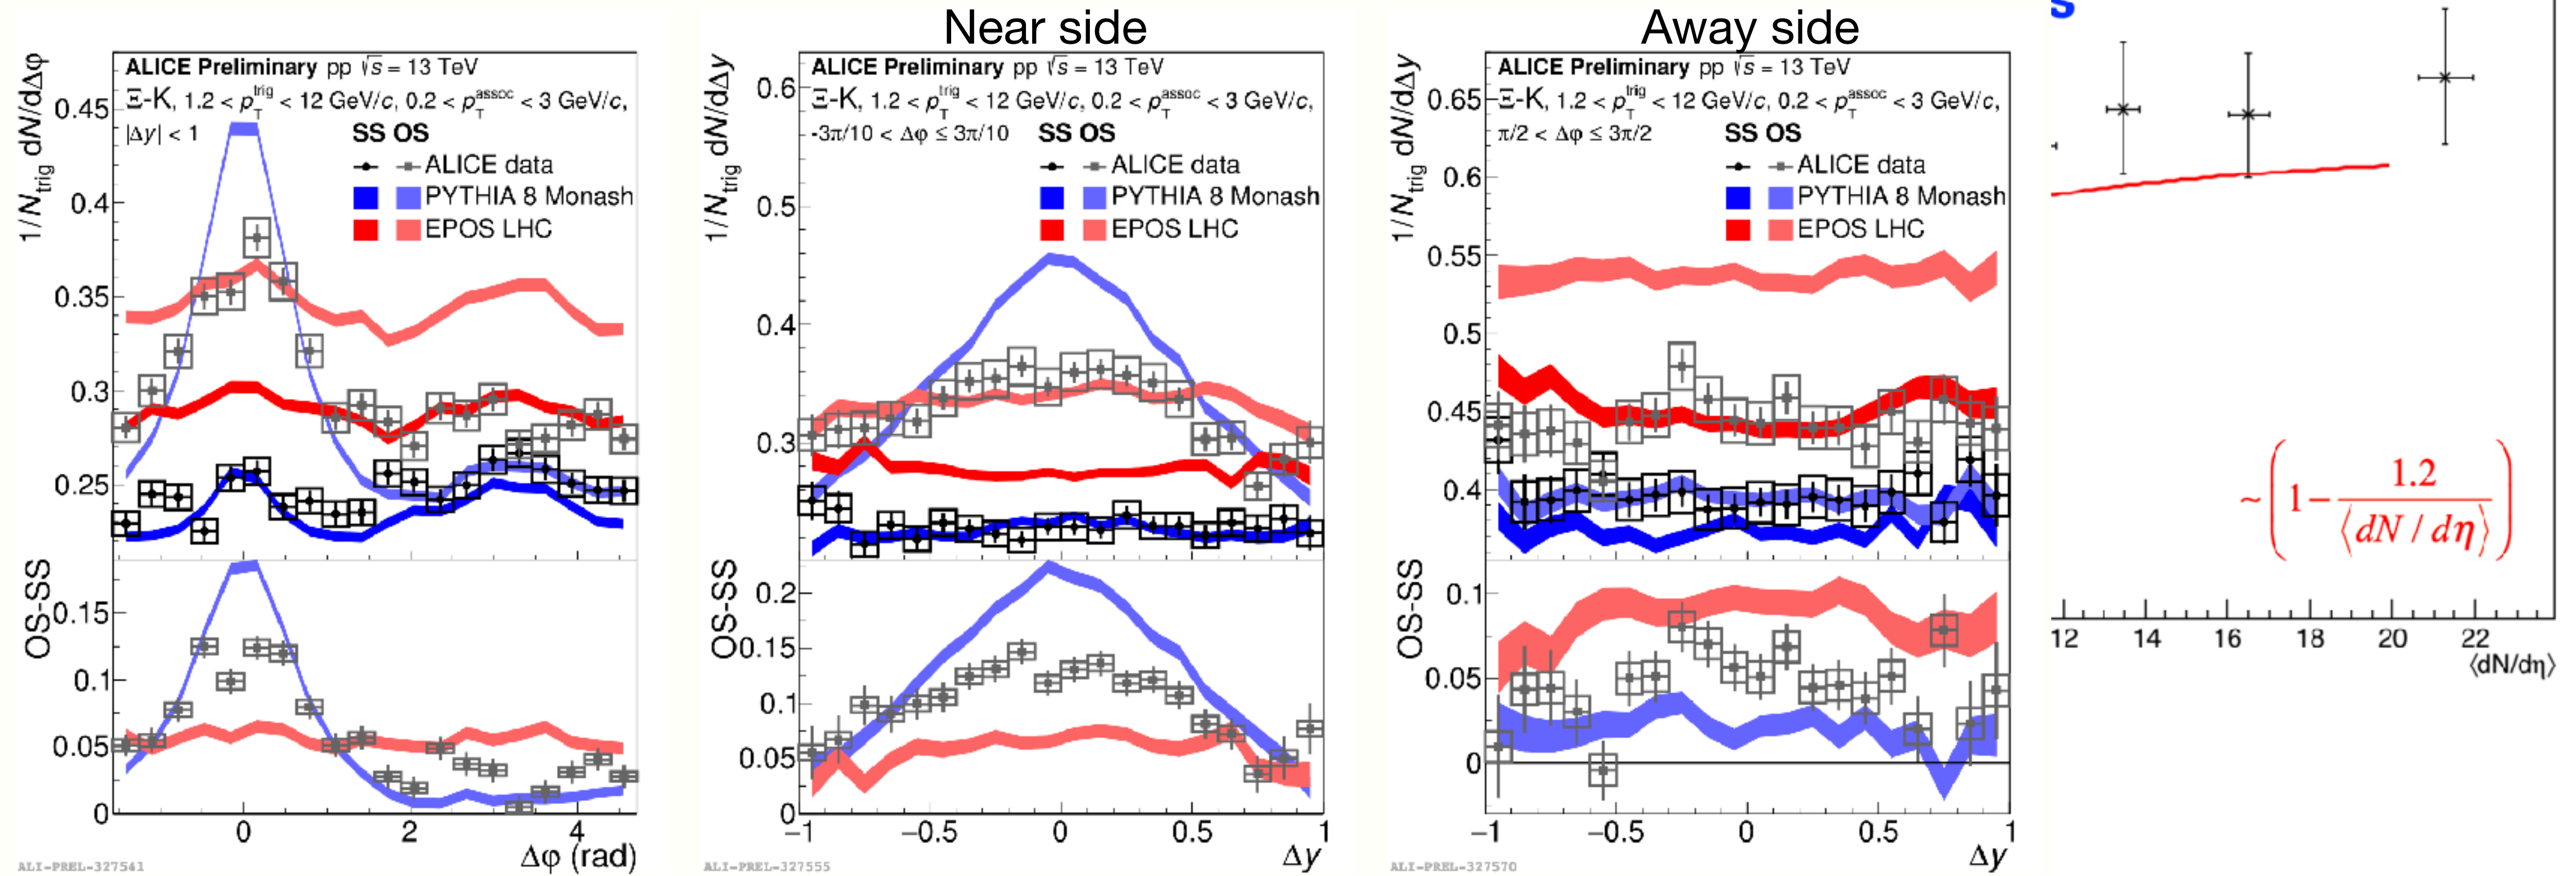 Near side
Away side
s
1/N_trig dN/dΔφ
ALICE Preliminary pp √s = 13 TeV
Ξ-K, 1.2 < p_T^trig < 12 GeV/c, 0.2 < p_T^assoc < 3 GeV/c,
|Δy| < 1
SS OS
ALICE data
PYTHIA 8 Monash
EPOS LHC
0.45
0.4
0.35
0.3
0.25
OS-SS
0.15
0.1
0.05
0
0 2 4
Δφ (rad)
ALI-PREL-327541
1/N_trig dN/dΔy
ALICE Preliminary pp √s = 13 TeV
Ξ-K, 1.2 < p_T^trig < 12 GeV/c, 0.2 < p_T^assoc < 3 GeV/c,
-3π/10 < Δφ ≤ 3π/10
SS OS
ALICE data
PYTHIA 8 Monash
EPOS LHC
0.6
0.5
0.4
0.3
OS-SS
0.2
0.15
0.1
0.05
0
−1 −0.5 0 0.5 1
Δy
ALI-PREL-327555
1/N_trig dN/dΔy
ALICE Preliminary pp √s = 13 TeV
Ξ-K, 1.2 < p_T^trig < 12 GeV/c, 0.2 < p_T^assoc < 3 GeV/c,
π/2 < Δφ ≤ 3π/2
SS OS
ALICE data
PYTHIA 8 Monash
EPOS LHC
0.65
0.6
0.55
0.5
0.45
0.4
OS-SS
0.1
0.05
0
−1 −0.5 0 0.5 1
Δy
ALI-PREL-327570
~(1 − 1.2 / ⟨dN / dη⟩)
12 14 16 18 20 22
⟨dN/dη⟩